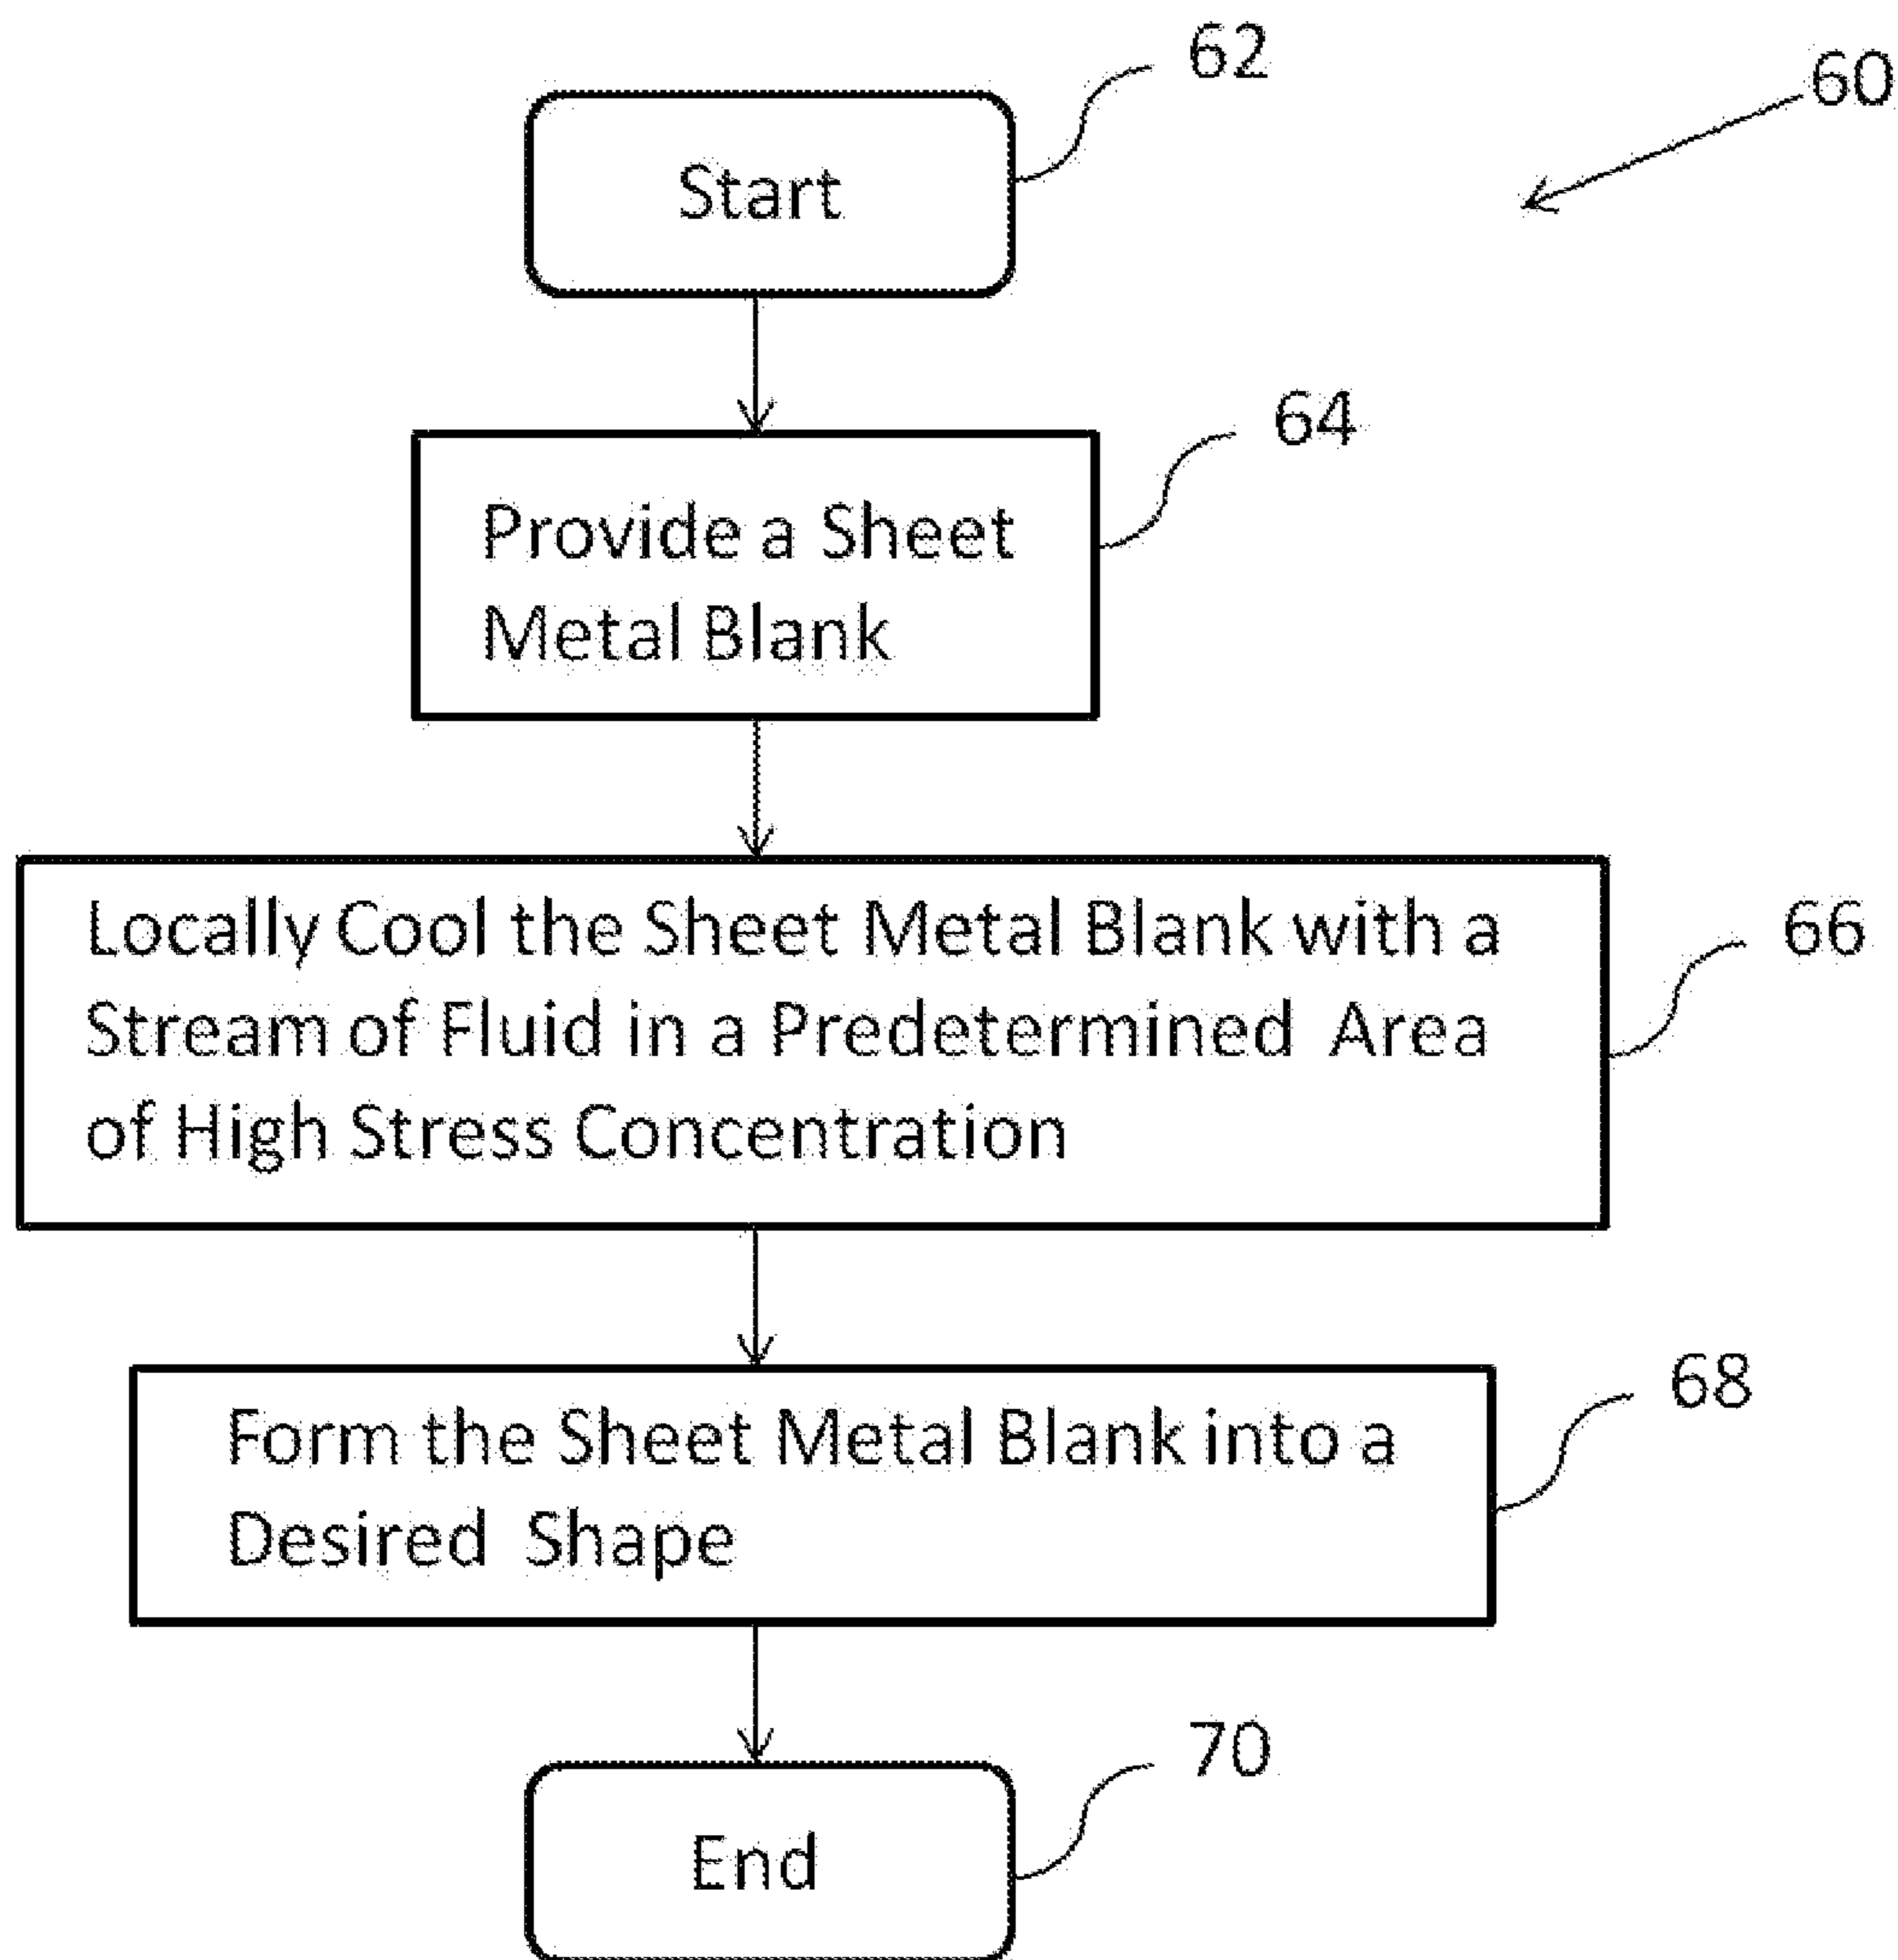 62
60
Start
64
Provide a Sheet
Metal Blank
Locally Cool the Sheet Metal Blank with a
Stream of Fluid in a Predetermined Area
of High Stress Concentration
66
68
Form the Sheet Metal Blank into a
Desired Shape
70
End